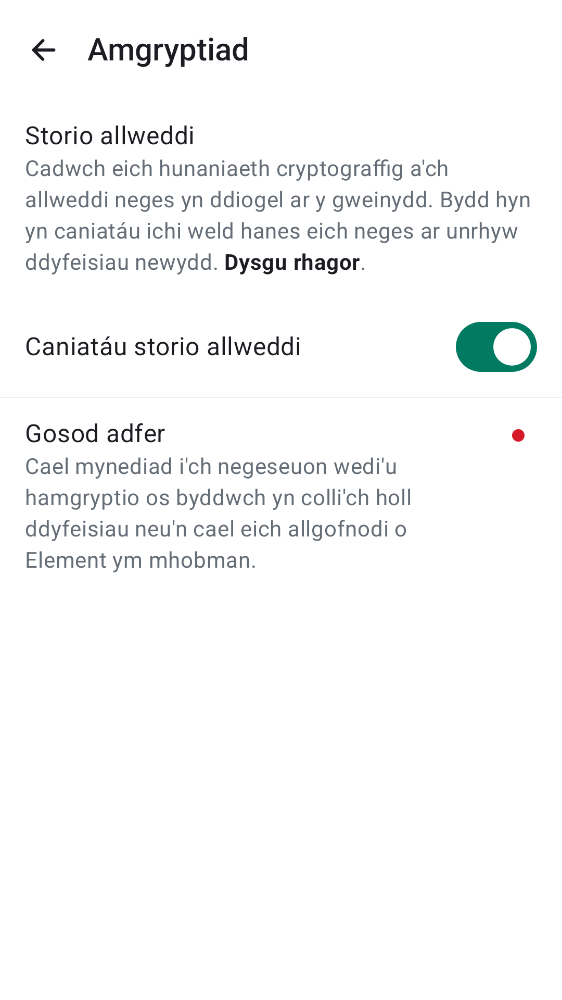 Amgryptiad
Storio allweddi
Cadwch eich hunaniaeth cryptograffig a'ch
allweddi neges yn ddiogel ar y gweinydd. Bydd hyn
yn caniatáu ichi weld hanes eich neges ar unrhyw
ddyfeisiau newydd. Dysgu rhagor.
Caniatáu storio allweddi
Gosod adfer
Cael mynediad i'ch negeseuon wedi'u
hamgryptio os byddwch yn colli'ch holl
ddyfeisiau neu'n cael eich allgofnodi o
Element ym mhobman.